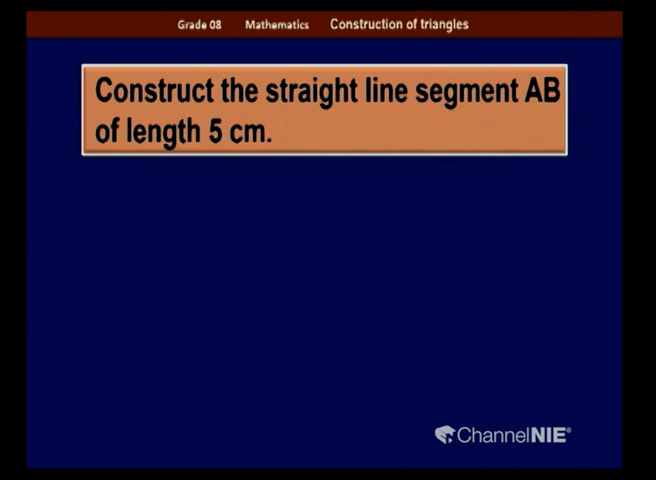 Grade 08 Mathematics Construction of triangles
Construct the straight line segment AB
of length 5 cm.
ChannelNIE®